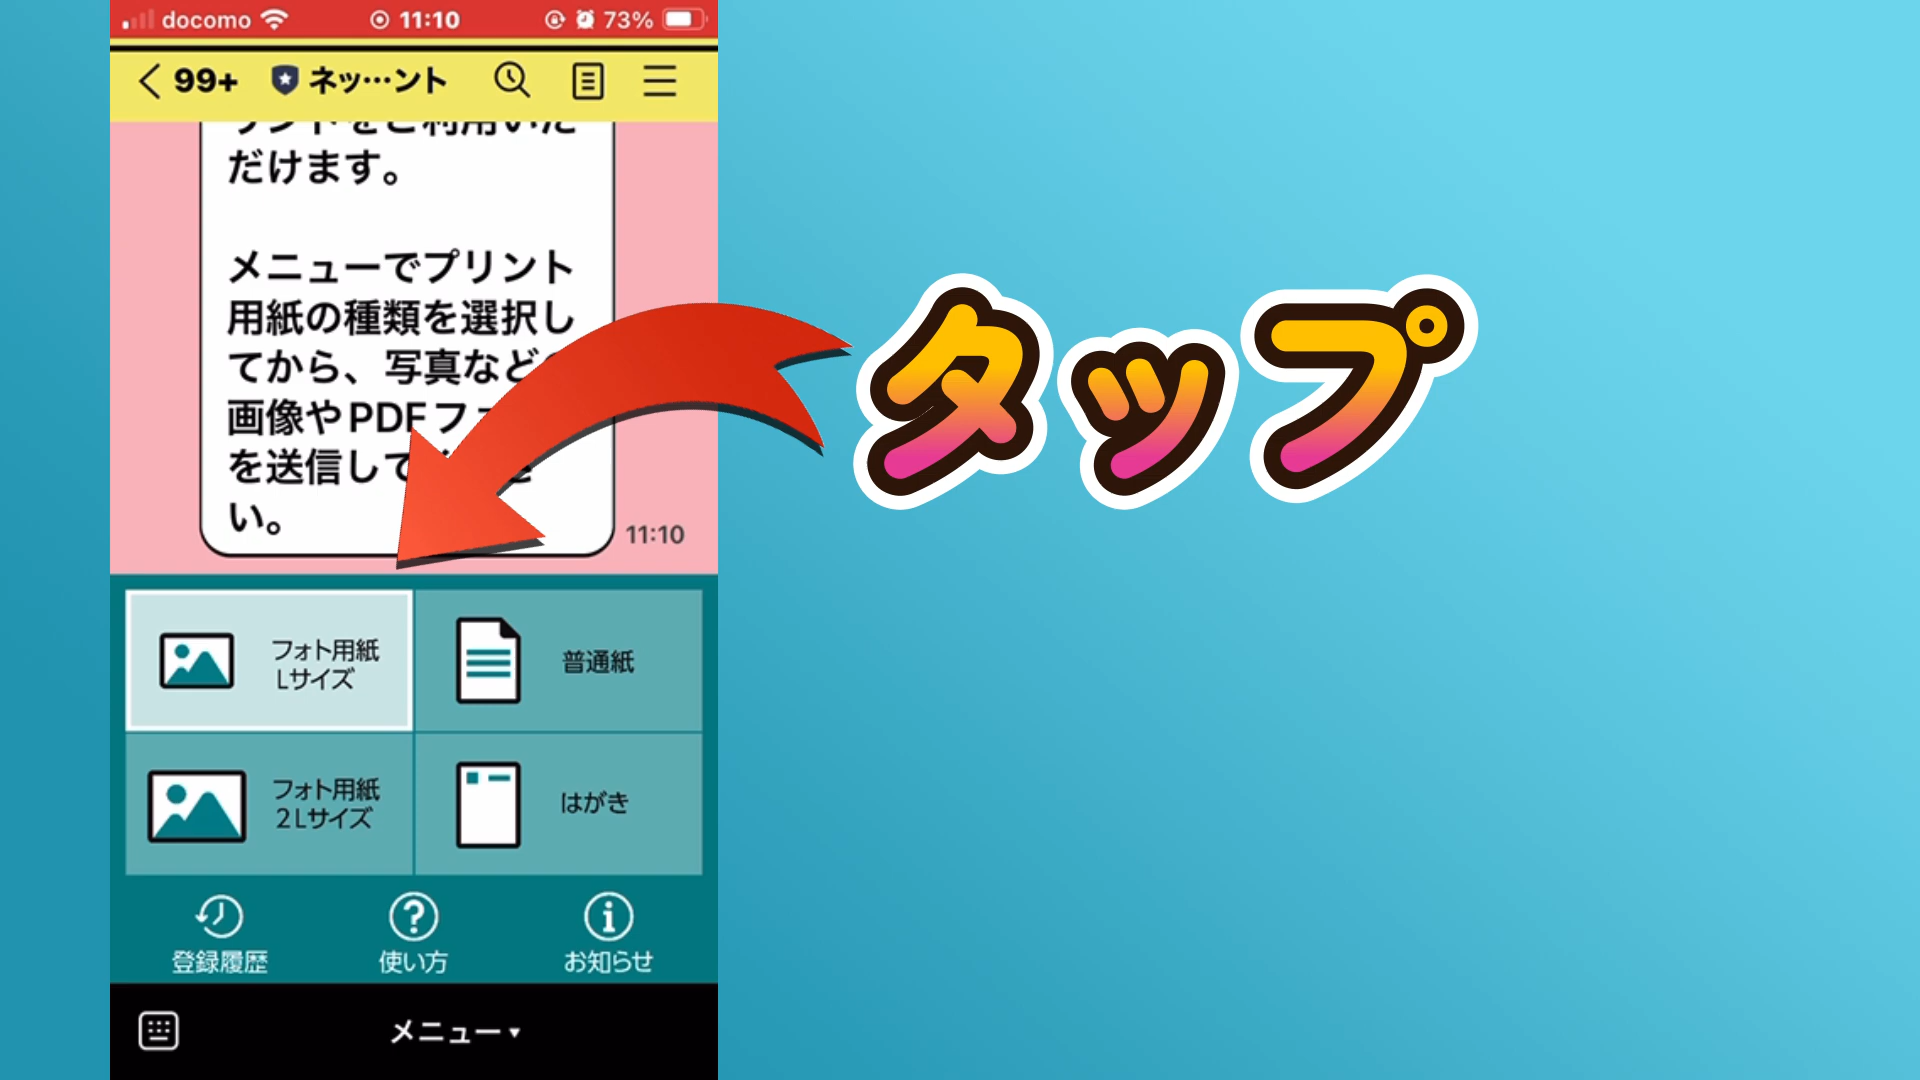 docomo 11:10 73%
99+ ネッ…ント
だけます。
メニューでプリント
用紙の種類を選択し
てから、写真など
画像やPDFフ
を送信して
い。
11:10
タップ
フォト用紙
Lサイズ
普通紙
フォト用紙
2Lサイズ
はがき
登録履歴 使い方 お知らせ
メニュー▼